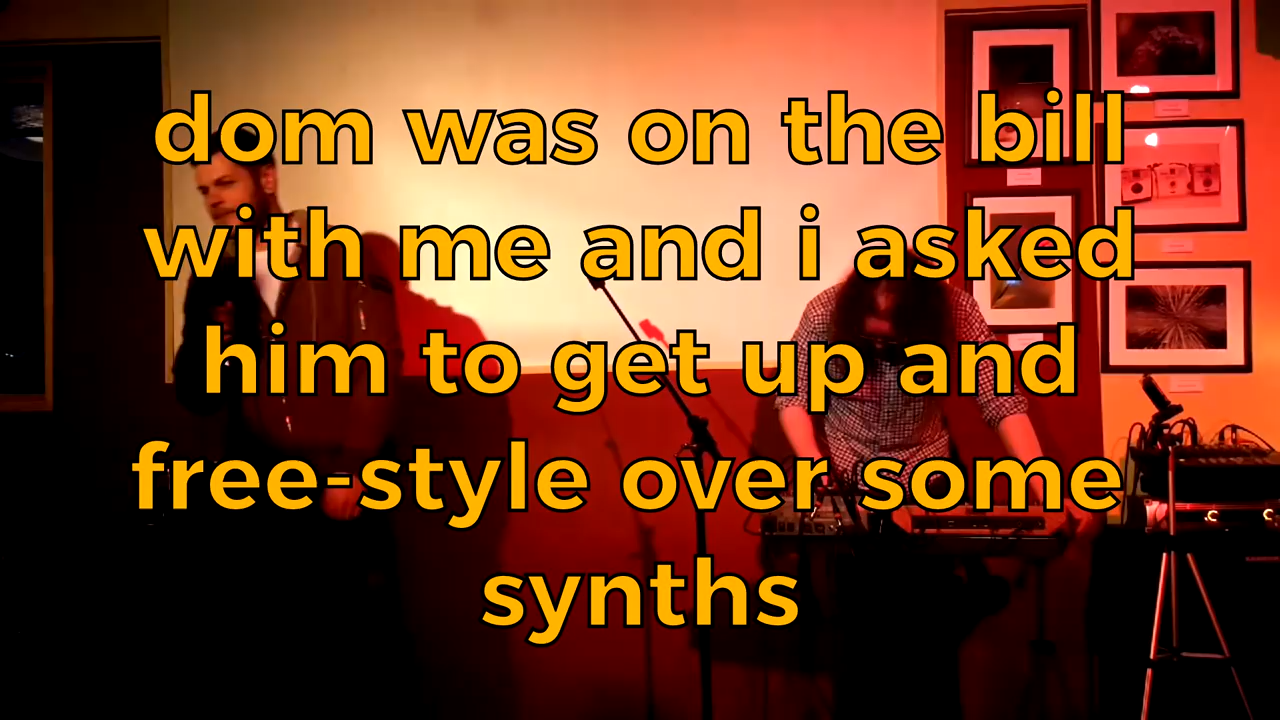 dom was on the bill
with me and i asked
him to get up and
free-style over some
synths